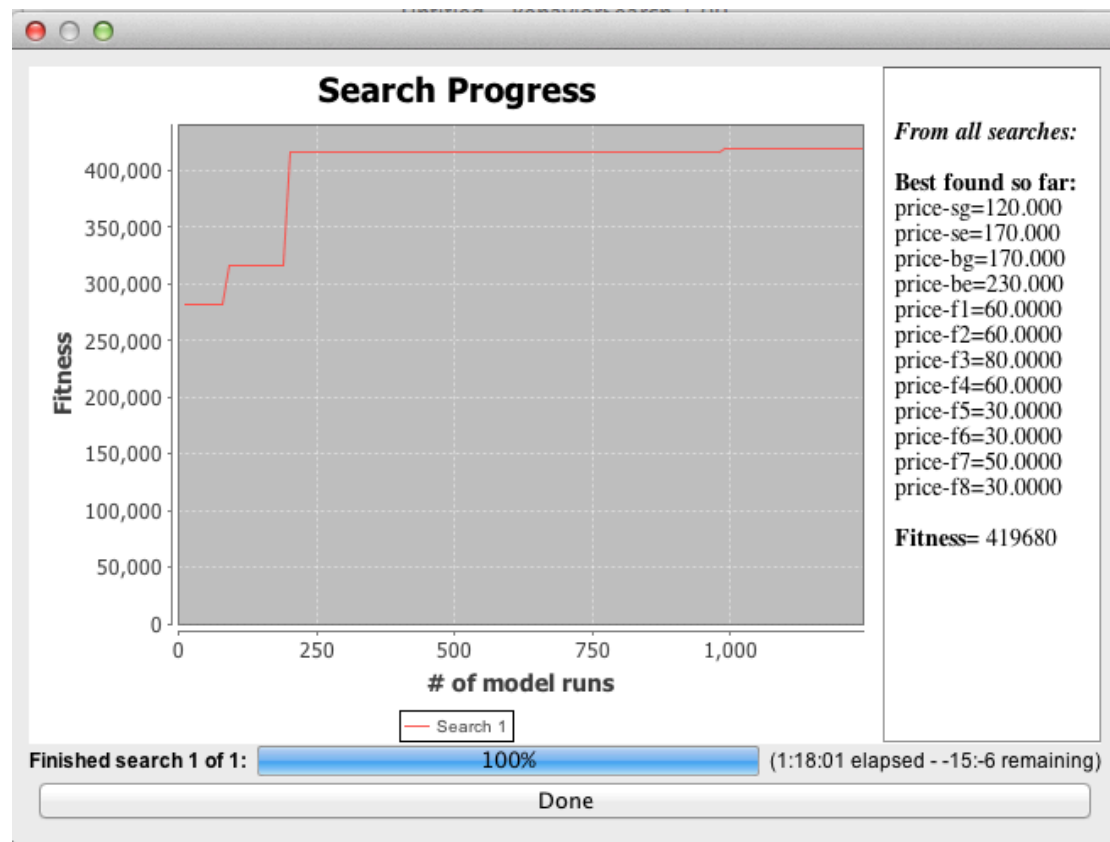 Search Progress
400,000
350,000
300,000
250,000
200,000
150,000
100,000
50,000
0
Fitness
0 250 500 750 1,000
# of model runs
Search 1
From all searches:
Best found so far:
price-sg=120.000
price-se=170.000
price-bg=170.000
price-be=230.000
price-f1=60.0000
price-f2=60.0000
price-f3=80.0000
price-f4=60.0000
price-f5=30.0000
price-f6=30.0000
price-f7=50.0000
price-f8=30.0000
Fitness= 419680
Finished search 1 of 1: 100% (1:18:01 elapsed - -15:-6 remaining)
Done